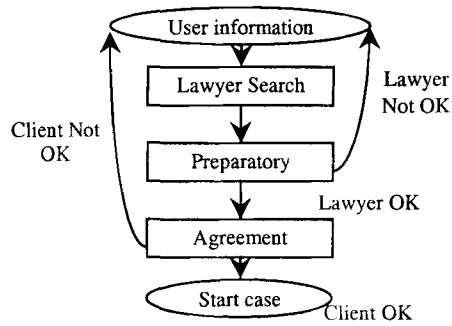 User information
Lawyer Search
Lawyer
Not OK
Client Not
OK
Preparatory
Lawyer OK
Agreement
Start case
Client OK